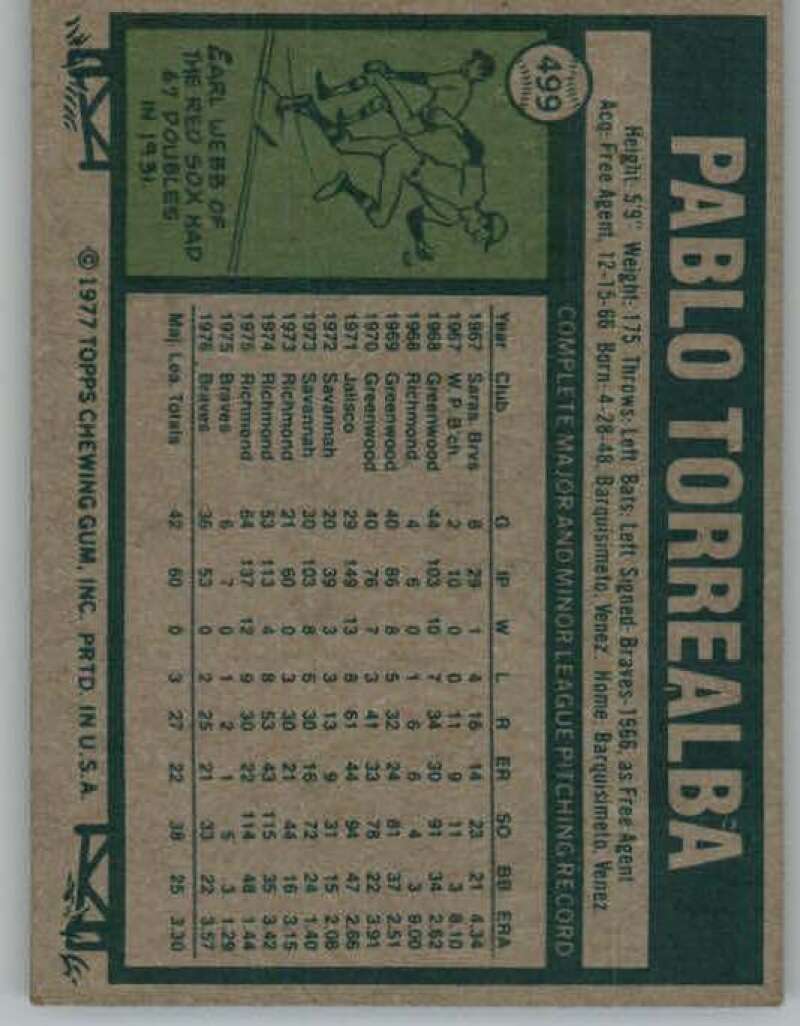 499
PABLO TORREALBA
Height: 5'9" Weight: 175 Throws: Left Bats: Left Signed-Braves-1966, as Free Agent
Acq: Free Agent, 12-15-66 Born-4-28-48, Barquisimeto, Venez. Home Barquisimeto, Venez
COMPLETE MAJOR AND MINOR LEAGUE PITCHING RECORD
Year Club G IP W L R ER SO BB ERA
1967 Saras. Brvs 8 29 1 4 16 14 23 21 4.34
1967 W. P. B'ch. 2 10 0 0 11 9 11 3 8.10
1968 Greenwood 44 103 10 7 34 30 91 34 2.62
1968 Richmond 4 6 0 1 6 6 4 3 9.00
1969 Greenwood 40 86 8 5 32 24 81 37 2.51
1970 Greenwood 40 76 7 3 41 33 78 22 3.91
1971 Jalisco 29 149 13 8 61 44 94 47 2.66
1972 Savannah 20 39 3 3 13 9 31 15 2.08
1973 Savannah 30 103 8 6 30 16 72 24 1.40
1973 Richmond 21 60 0 3 30 21 44 16 3.15
1974 Richmond 53 113 4 8 53 43 115 35 3.42
1975 Richmond 64 137 12 9 30 22 114 48 1.44
1975 Braves 6 7 0 1 2 1 5 3 1.29
1976 Braves 36 53 0 2 25 21 33 22 3.57
Maj. Lea. Totals 42 60 0 3 27 22 38 25 3.30
EARL WEBB OF
THE RED SOX HAD
67 DOUBLES
IN 1931.
© 1977 TOPPS CHEWING GUM, INC. PRTD. IN U.S.A.